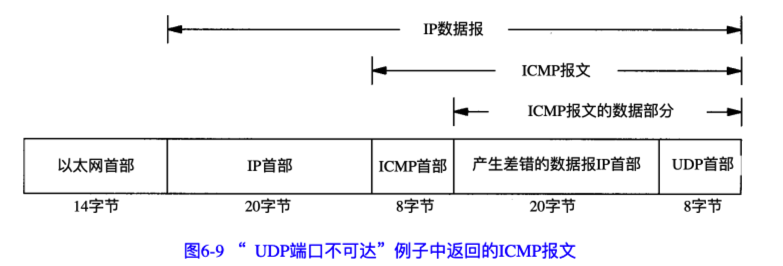 IP数据报
ICMP报文
ICMP报文的数据部分
以太网首部 IP首部 ICMP首部 产生差错的数据报IP首部 UDP首部
14字节 20字节 8字节 20字节 8字节
图6-9 “ UDP端口不可达”例子中返回的ICMP报文